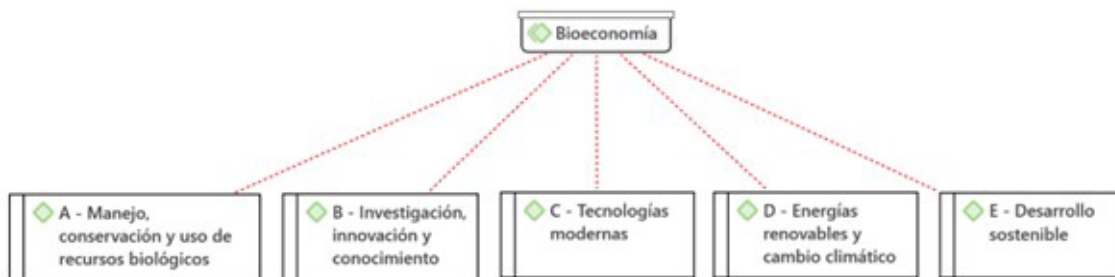 Bioeconomía
A - Manejo,
conservación y uso de
recursos biológicos
B - Investigación,
innovación y
conocimiento
C - Tecnologías
modernas
D - Energías
renovables y
cambio climático
E - Desarrollo
sostenible